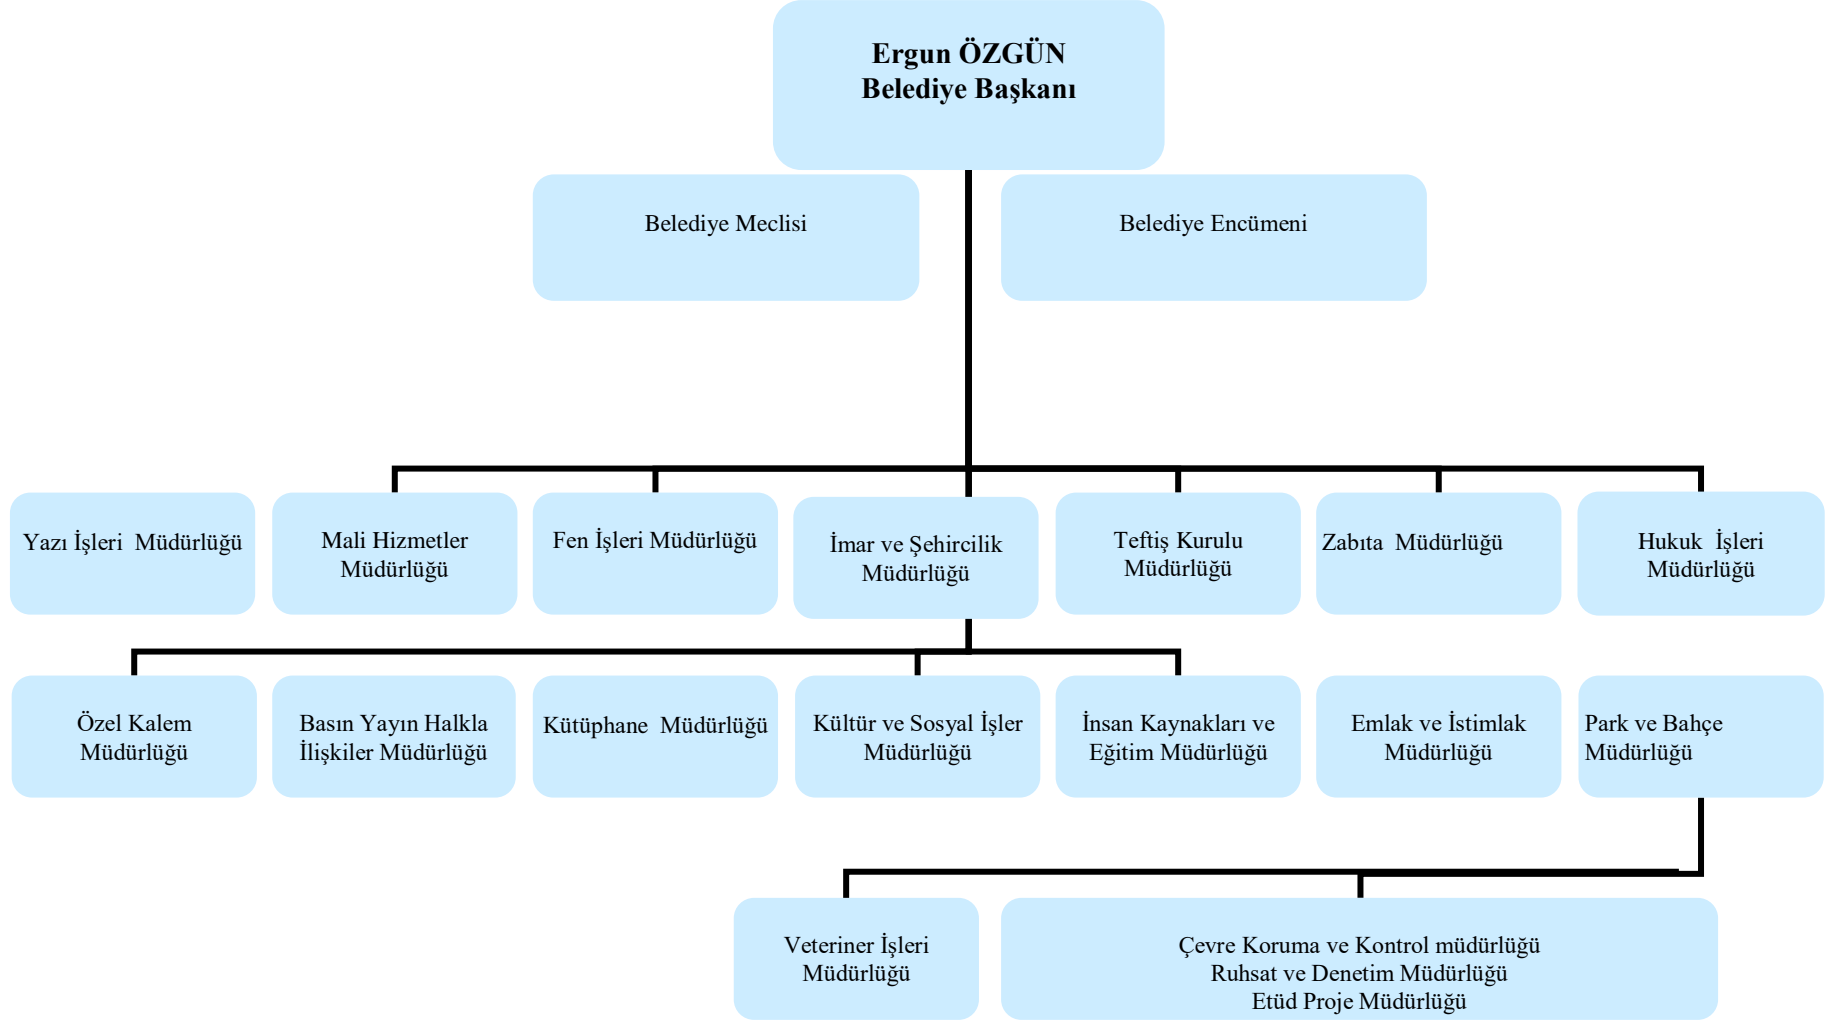 Ergun ÖZGÜN
Belediye Başkanı
Belediye Meclisi
Belediye Encümeni
Yazı İşleri  Müdürlüğü
Mali Hizmetler
Müdürlüğü
Fen İşleri Müdürlüğü
İmar ve Şehircilik
Müdürlüğü
Teftiş Kurulu
Müdürlüğü
Zabıta  Müdürlüğü
Hukuk  İşleri
Müdürlüğü
Özel Kalem
Müdürlüğü
Basın Yayın Halkla
İlişkiler Müdürlüğü
Kütüphane  Müdürlüğü
Kültür ve Sosyal İşler
Müdürlüğü
İnsan Kaynakları ve
Eğitim Müdürlüğü
Emlak ve İstimlak
Müdürlüğü
Park ve Bahçe
Müdürlüğü
Veteriner İşleri
Müdürlüğü
Çevre Koruma ve Kontrol müdürlüğü
Ruhsat ve Denetim Müdürlüğü
Etüd Proje Müdürlüğü